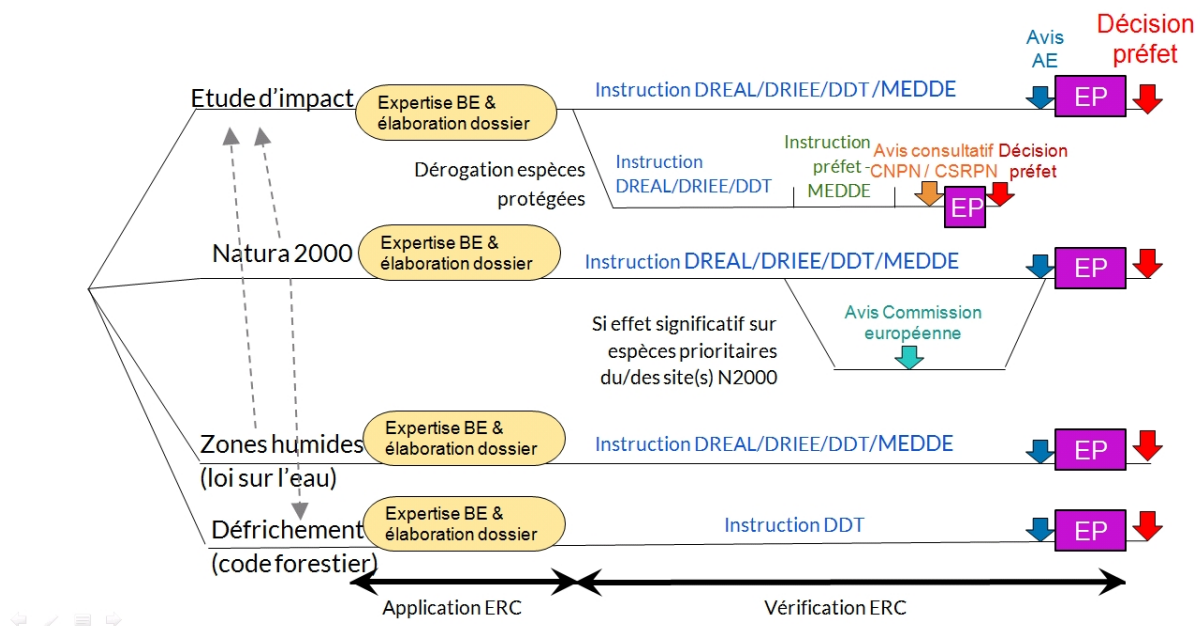 Décision
préfet
Avis
AE
Etude d'impact
Expertise BE &
élaboration dossier
Instruction DREAL/DRIEE/DDT/MEDDE
EP
Dérogation espèces
protégées
Instruction
DREAL/DRIEE/DDT
Instruction
préfet -
MEDDE
Avis consultatif
CNPN / CSRPN
Décision
préfet
EP
Natura 2000
Expertise BE &
élaboration dossier
Instruction DREAL/DRIEE/DDT/MEDDE
EP
Si effet significatif sur
espèces prioritaires
du/des site(s) N2000
Avis Commission
européenne
Zones humides
(loi sur l'eau)
Expertise BE &
élaboration dossier
Instruction DREAL/DRIEE/DDT/MEDDE
EP
Défrichement
(code forestier)
Expertise BE &
élaboration dossier
Instruction DDT
EP
Application ERC
Vérification ERC